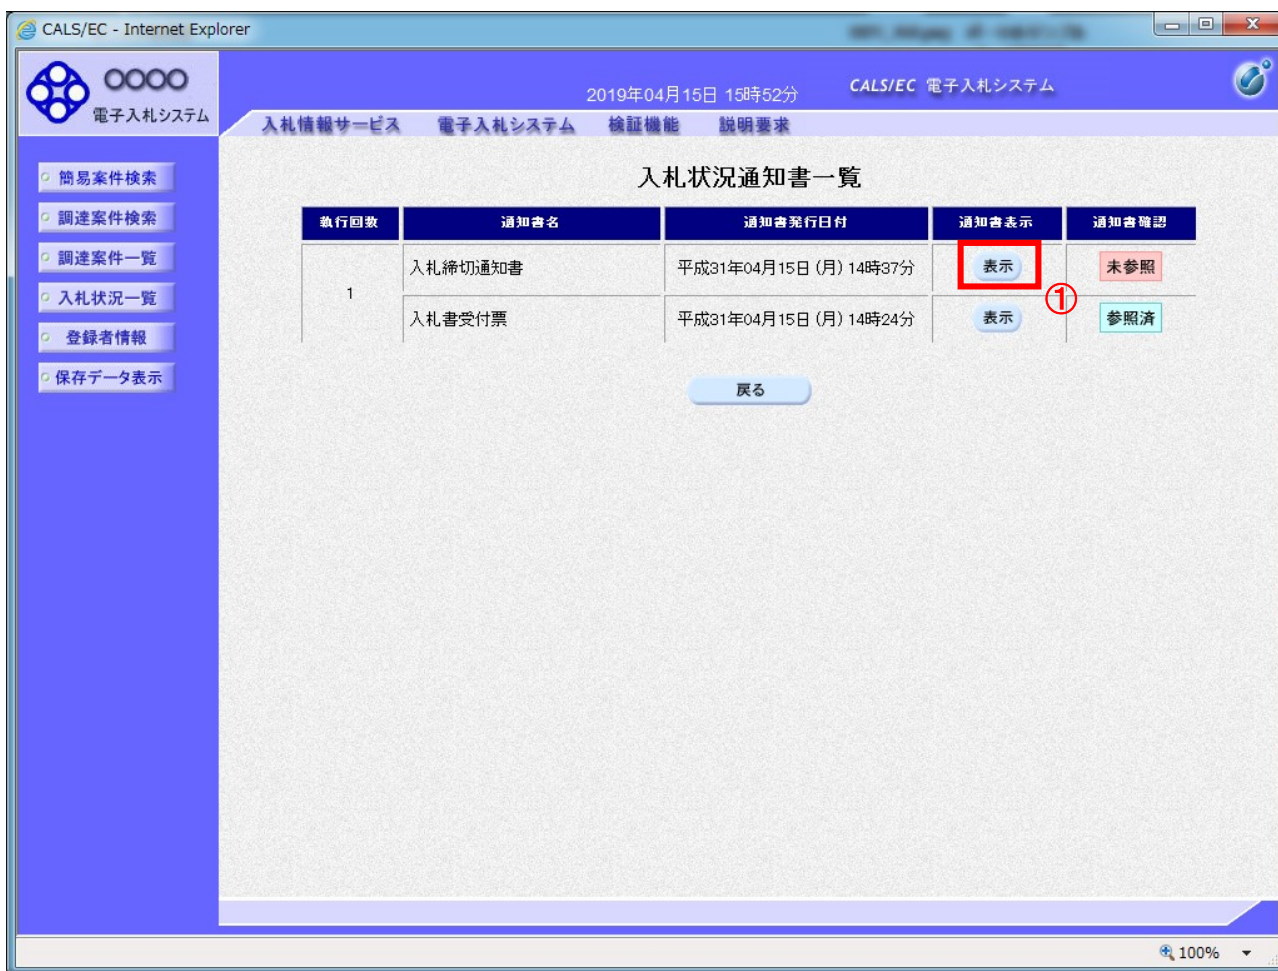 CALS/EC - Internet Explorer
○○○○
電子入札システム
2019年04月15日 15時52分
CALS/EC 電子入札システム
入札情報サービス 電子入札システム 検証機能 説明要求
簡易案件検索
調達案件検索
調達案件一覧
入札状況一覧
登録者情報
保存データ表示
入札状況通知書一覧
執行回数 通知書名 通知書発行日付 通知書表示 通知書確認
1
入札締切通知書 平成31年04月15日 (月) 14時37分 表示 未参照
①
入札書受付票 平成31年04月15日 (月) 14時24分 表示 参照済
戻る
100%